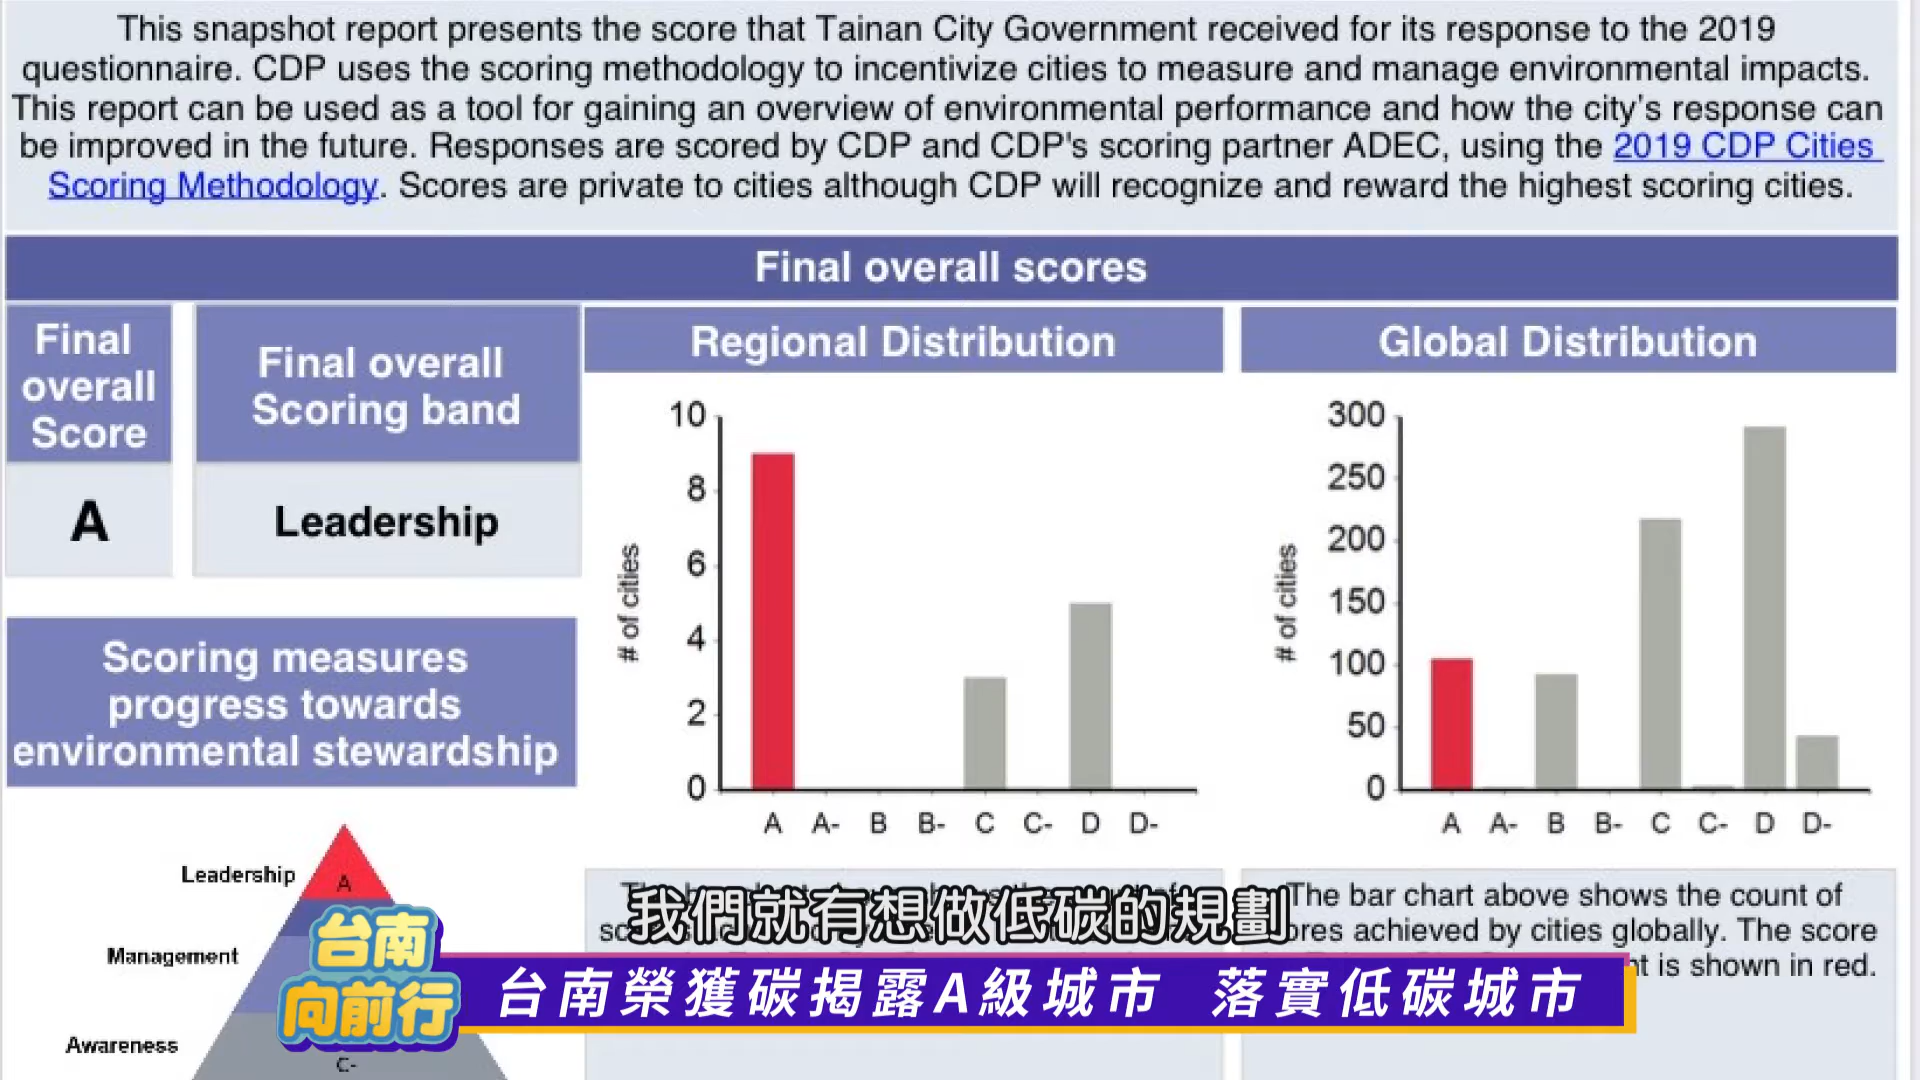 This snapshot report presents the score that Tainan City Government received for its response to the 2019
questionnaire. CDP uses the scoring methodology to incentivize cities to measure and manage environmental impacts.
This report can be used as a tool for gaining an overview of environmental performance and how the city's response can
be improved in the future. Responses are scored by CDP and CDP's scoring partner ADEC, using the 2019 CDP Cities
Scoring Methodology. Scores are private to cities although CDP will recognize and reward the highest scoring cities.
Final overall scores
Final
overall
Score
A
Final overall
Scoring band
Leadership
Scoring measures
progress towards
environmental stewardship
Leadership
A
Management
Awareness
C-
Regional Distribution
# of cities
10
8
6
4
2
0
A A- B B- C C- D D-
Global Distribution
# of cities
300
250
200
150
100
50
0
A A- B B- C C- D D-
The bar chart above shows the count of
achieved by cities globally. The score
is shown in red.
我們就有想做低碳的規劃
台南
向前行
台南榮獲碳揭露A級城市 落實低碳城市